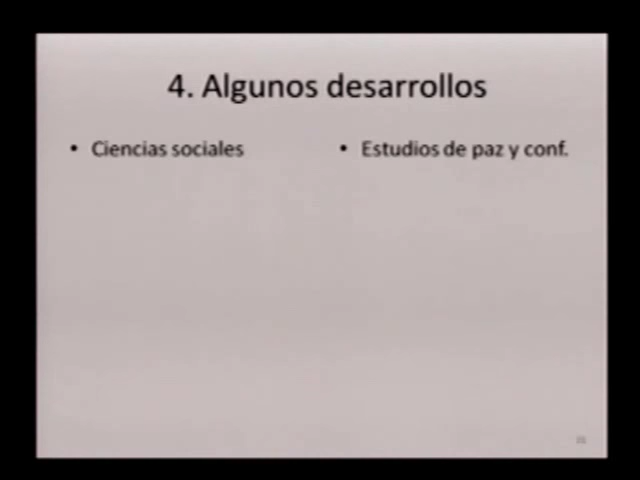 4. Algunos desarrollos
• Ciencias sociales
• Estudios de paz y conf.